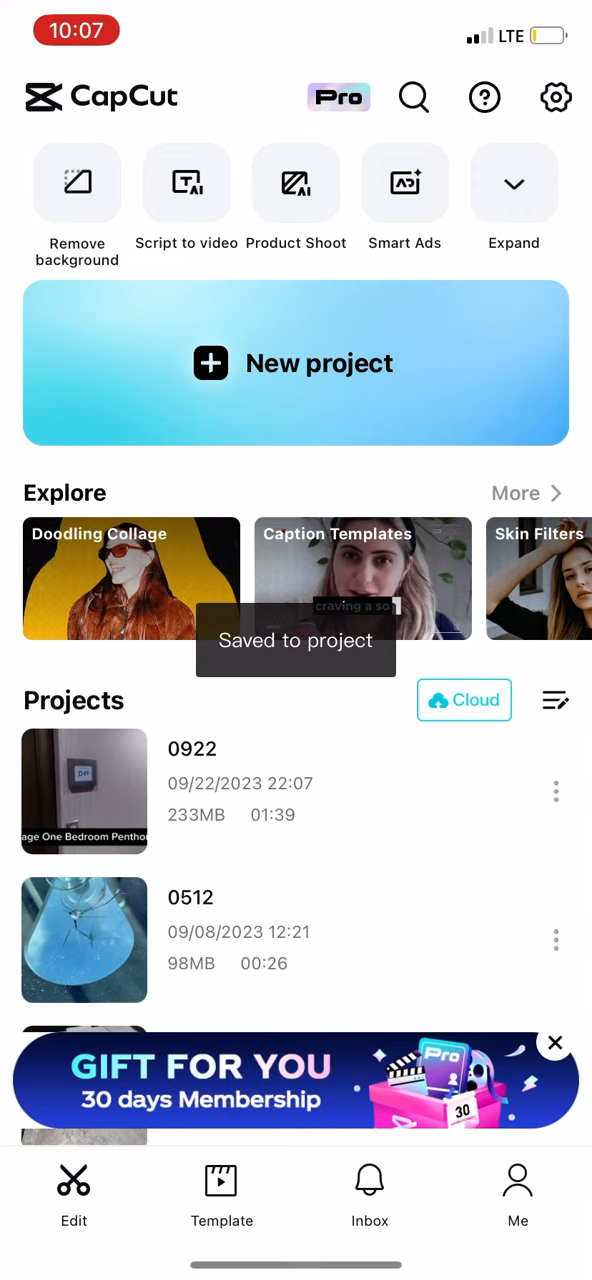 10:07
LTE
CapCut
Pro
Remove
background
Script to video
Product Shoot
Smart Ads
Expand
New project
Explore
More
Doodling Collage
Caption Templates
Skin Filters
craving a so
Saved to project
Projects
Cloud
0922
09/22/2023 22:07
233MB 01:39
age One Bedroom Pentho
0512
09/08/2023 12:21
98MB 00:26
GIFT FOR YOU
30 days Membership
Pro
30
Edit
Template
Inbox
Me